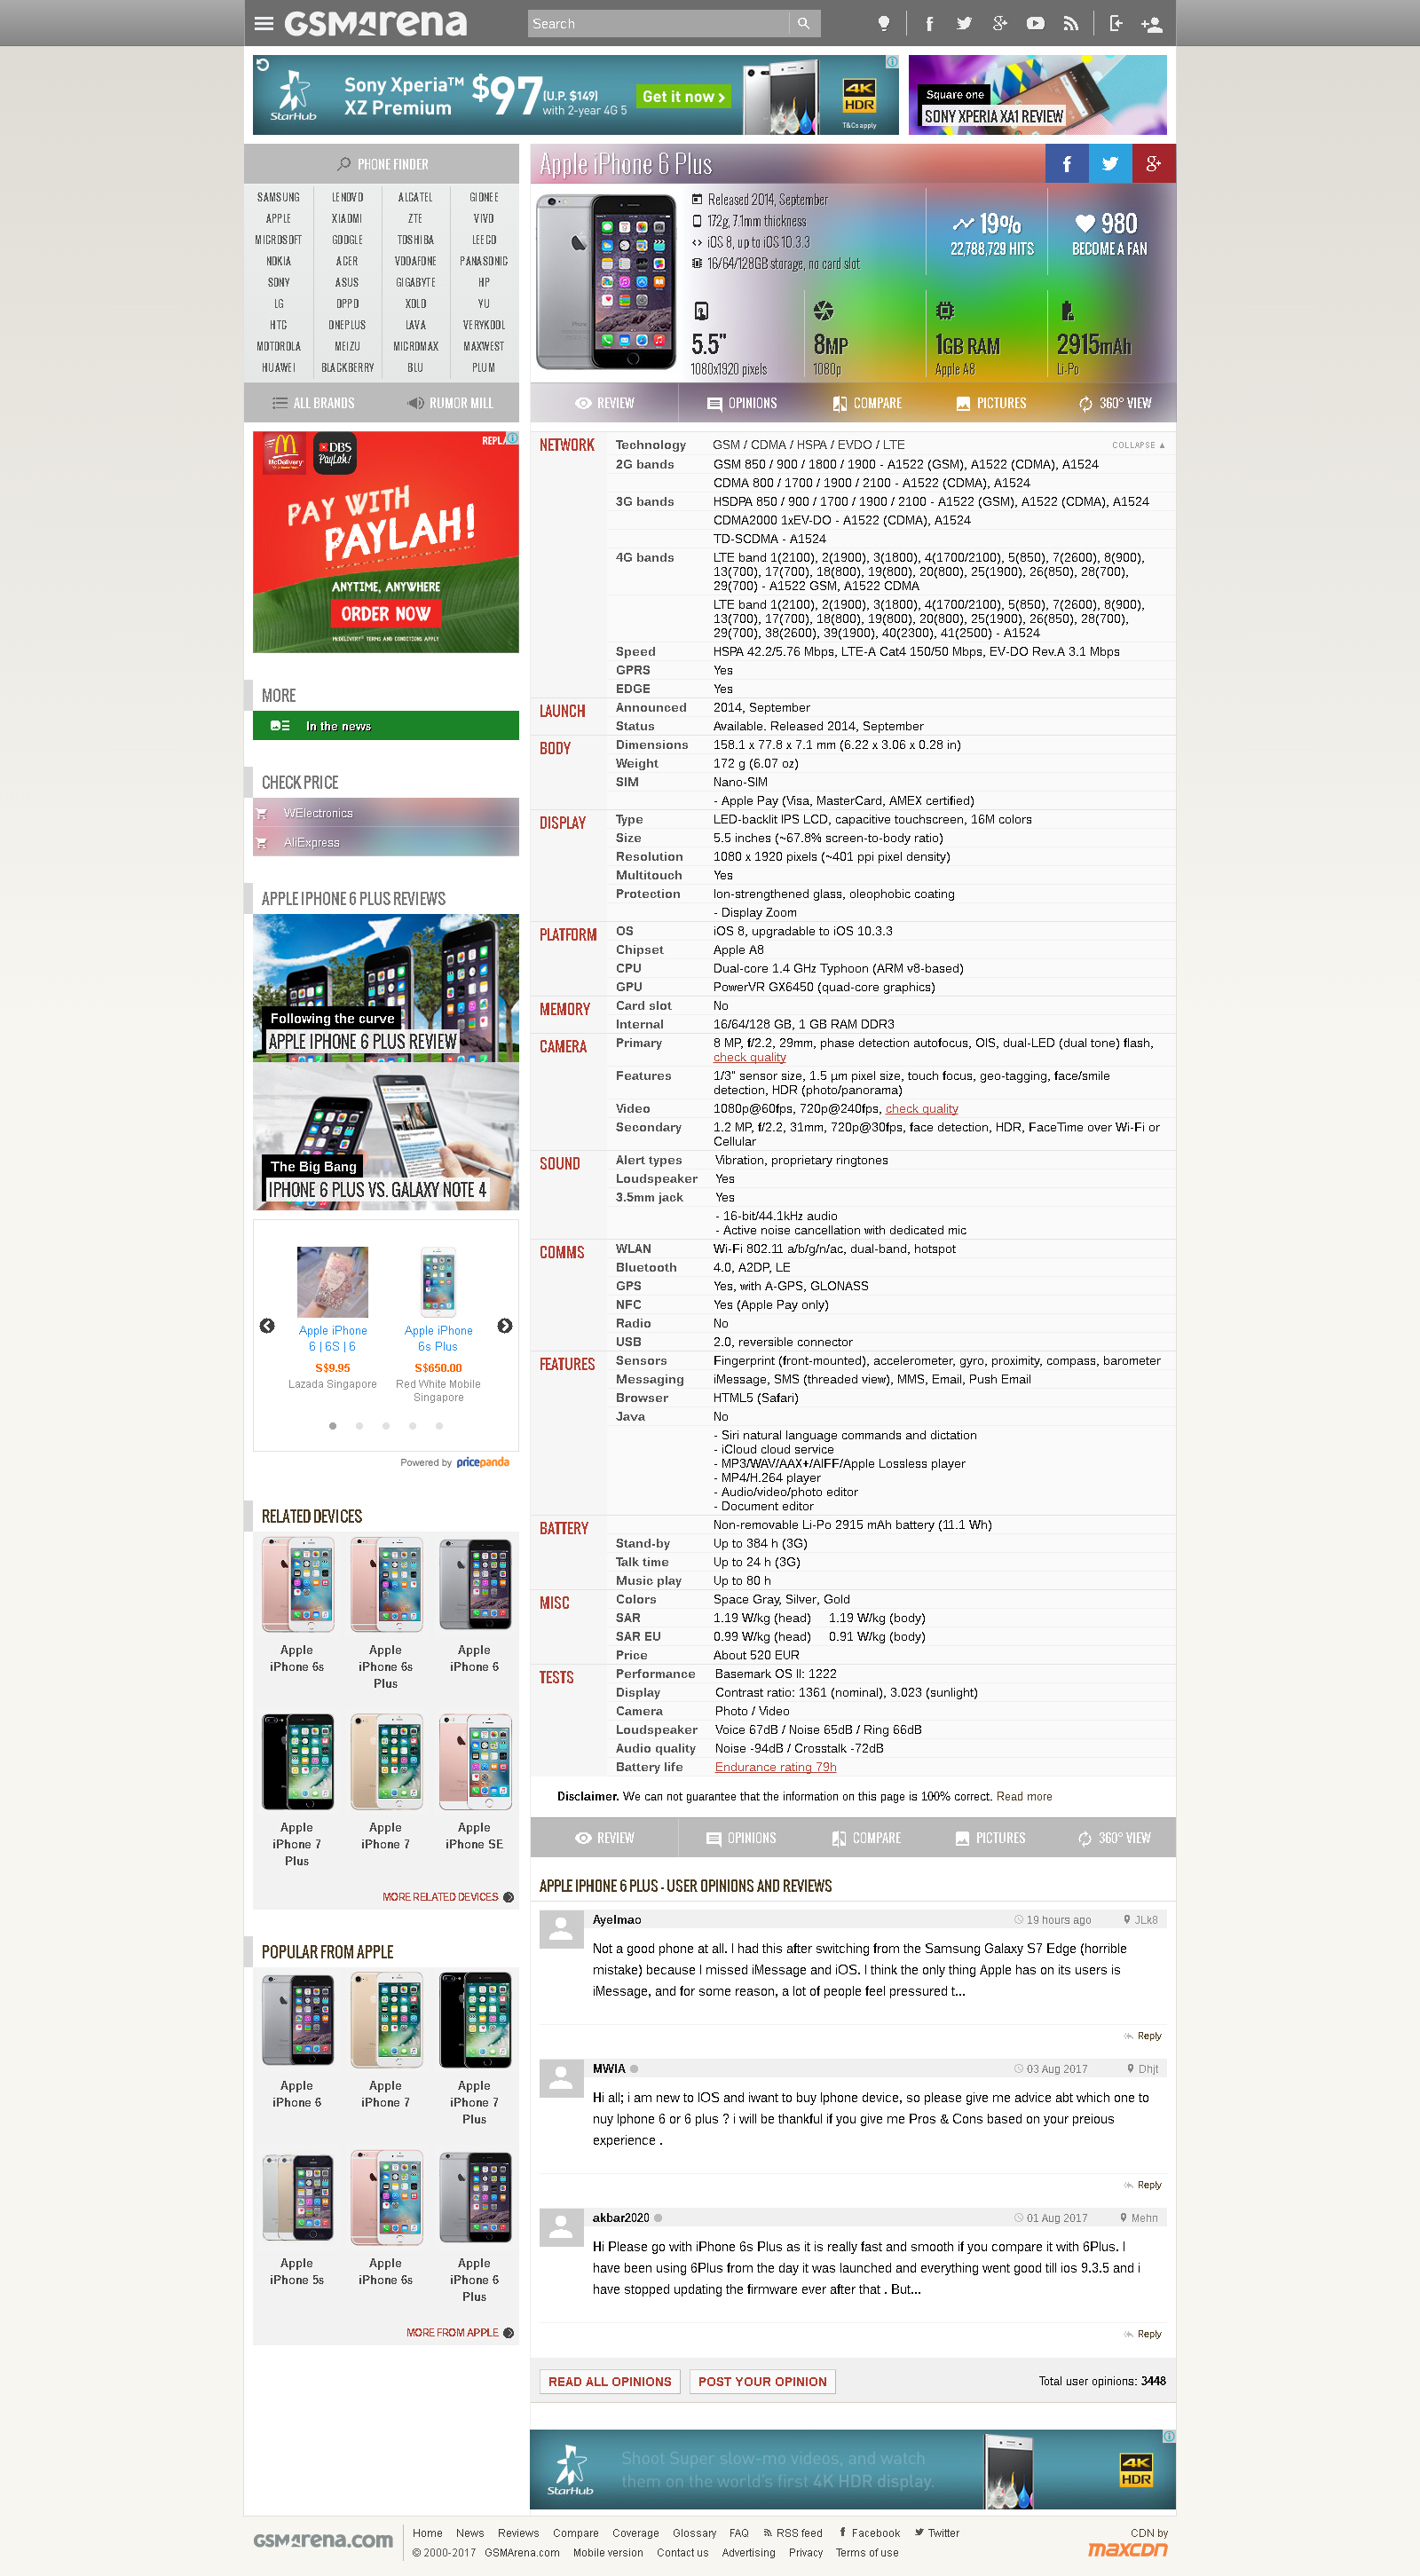 GSMArena
Search
StarHub
Sony Xperia™
XZ Premium
$97
(U.P. $149)
with 2-year 4G 5
Get it now >
4K
HDR
T&Cs apply
Square one
SONY XPERIA XA1 REVIEW
PHONE FINDER
SAMSUNG LENOVO ALCATEL GIONEE
APPLE XIAOMI ZTE VIVO
MICROSOFT GOOGLE TOSHIBA LEECO
NOKIA ACER VODAFONE PANASONIC
SONY ASUS GIGABYTE HP
LG OPPO XOLO YU
HTC ONEPLUS LAVA VERYKOOL
MOTOROLA MEIZU MICROMAX MAXWEST
HUAWEI BLACKBERRY BLU PLUM
ALL BRANDS RUMOR MILL
Apple iPhone 6 Plus
Released 2014, September
172g, 7.1mm thickness
iOS 8, up to iOS 10.3.3
16/64/128GB storage, no card slot
19%
22,788,729 HITS
980
BECOME A FAN
5.5"
1080x1920 pixels
8MP
1080p
1GB RAM
Apple A8
2915mAh
Li-Po
REVIEW OPINIONS COMPARE PICTURES 360° VIEW
McDelivery
DBS
PayLah!
PAY WITH
PAYLAH!
ANYTIME, ANYWHERE
ORDER NOW
McDELIVERY™ TERMS AND CONDITIONS APPLY
MORE
In the news
CHECK PRICE
WElectronics
AliExpress
APPLE IPHONE 6 PLUS REVIEWS
Following the curve
APPLE IPHONE 6 PLUS REVIEW
The Big Bang
IPHONE 6 PLUS VS. GALAXY NOTE 4
Apple iPhone
6 | 6S | 6
S$9.95
Lazada Singapore
Apple iPhone
6s Plus
S$650.00
Red White Mobile
Singapore
Powered by pricepanda
RELATED DEVICES
Apple
iPhone 6s
Apple
iPhone 6s
Plus
Apple
iPhone 6
Apple
iPhone 7
Plus
Apple
iPhone 7
Apple
iPhone SE
MORE RELATED DEVICES
POPULAR FROM APPLE
Apple
iPhone 6
Apple
iPhone 7
Apple
iPhone 7
Plus
Apple
iPhone 5s
Apple
iPhone 6s
Apple
iPhone 6
Plus
MORE FROM APPLE
NETWORK Technology GSM / CDMA / HSPA / EVDO / LTE COLLAPSE ▲
2G bands GSM 850 / 900 / 1800 / 1900 - A1522 (GSM), A1522 (CDMA), A1524
CDMA 800 / 1700 / 1900 / 2100 - A1522 (CDMA), A1524
3G bands HSDPA 850 / 900 / 1700 / 1900 / 2100 - A1522 (GSM), A1522 (CDMA), A1524
CDMA2000 1xEV-DO - A1522 (CDMA), A1524
TD-SCDMA - A1524
4G bands LTE band 1(2100), 2(1900), 3(1800), 4(1700/2100), 5(850), 7(2600), 8(900),
13(700), 17(700), 18(800), 19(800), 20(800), 25(1900), 26(850), 28(700),
29(700) - A1522 GSM, A1522 CDMA
LTE band 1(2100), 2(1900), 3(1800), 4(1700/2100), 5(850), 7(2600), 8(900),
13(700), 17(700), 18(800), 19(800), 20(800), 25(1900), 26(850), 28(700),
29(700), 38(2600), 39(1900), 40(2300), 41(2500) - A1524
Speed HSPA 42.2/5.76 Mbps, LTE-A Cat4 150/50 Mbps, EV-DO Rev.A 3.1 Mbps
GPRS Yes
EDGE Yes
LAUNCH Announced 2014, September
Status Available. Released 2014, September
BODY Dimensions 158.1 x 77.8 x 7.1 mm (6.22 x 3.06 x 0.28 in)
Weight 172 g (6.07 oz)
SIM Nano-SIM
- Apple Pay (Visa, MasterCard, AMEX certified)
DISPLAY Type LED-backlit IPS LCD, capacitive touchscreen, 16M colors
Size 5.5 inches (~67.8% screen-to-body ratio)
Resolution 1080 x 1920 pixels (~401 ppi pixel density)
Multitouch Yes
Protection Ion-strengthened glass, oleophobic coating
- Display Zoom
PLATFORM OS iOS 8, upgradable to iOS 10.3.3
Chipset Apple A8
CPU Dual-core 1.4 GHz Typhoon (ARM v8-based)
GPU PowerVR GX6450 (quad-core graphics)
MEMORY Card slot No
Internal 16/64/128 GB, 1 GB RAM DDR3
CAMERA Primary 8 MP, f/2.2, 29mm, phase detection autofocus, OIS, dual-LED (dual tone) flash,
check quality
Features 1/3" sensor size, 1.5 µm pixel size, touch focus, geo-tagging, face/smile
detection, HDR (photo/panorama)
Video 1080p@60fps, 720p@240fps, check quality
Secondary 1.2 MP, f/2.2, 31mm, 720p@30fps, face detection, HDR, FaceTime over Wi-Fi or
Cellular
SOUND Alert types Vibration, proprietary ringtones
Loudspeaker Yes
3.5mm jack Yes
- 16-bit/44.1kHz audio
- Active noise cancellation with dedicated mic
COMMS WLAN Wi-Fi 802.11 a/b/g/n/ac, dual-band, hotspot
Bluetooth 4.0, A2DP, LE
GPS Yes, with A-GPS, GLONASS
NFC Yes (Apple Pay only)
Radio No
USB 2.0, reversible connector
FEATURES Sensors Fingerprint (front-mounted), accelerometer, gyro, proximity, compass, barometer
Messaging iMessage, SMS (threaded view), MMS, Email, Push Email
Browser HTML5 (Safari)
Java No
- Siri natural language commands and dictation
- iCloud cloud service
- MP3/WAV/AAX+/AIFF/Apple Lossless player
- MP4/H.264 player
- Audio/video/photo editor
- Document editor
BATTERY Non-removable Li-Po 2915 mAh battery (11.1 Wh)
Stand-by Up to 384 h (3G)
Talk time Up to 24 h (3G)
Music play Up to 80 h
MISC Colors Space Gray, Silver, Gold
SAR 1.19 W/kg (head) 1.19 W/kg (body)
SAR EU 0.99 W/kg (head) 0.91 W/kg (body)
Price About 520 EUR
TESTS Performance Basemark OS II: 1222
Display Contrast ratio: 1361 (nominal), 3.023 (sunlight)
Camera Photo / Video
Loudspeaker Voice 67dB / Noise 65dB / Ring 66dB
Audio quality Noise -94dB / Crosstalk -72dB
Battery life Endurance rating 79h
Disclaimer. We can not guarantee that the information on this page is 100% correct. Read more
REVIEW OPINIONS COMPARE PICTURES 360° VIEW
APPLE IPHONE 6 PLUS - USER OPINIONS AND REVIEWS
Ayelmao 19 hours ago JLk8
Not a good phone at all. I had this after switching from the Samsung Galaxy S7 Edge (horrible
mistake) because I missed iMessage and iOS. I think the only thing Apple has on its users is
iMessage, and for some reason, a lot of people feel pressured t...
Reply
MWIA 03 Aug 2017 Dhjt
Hi all; i am new to IOS and iwant to buy Iphone device, so please give me advice abt which one to
nuy Iphone 6 or 6 plus ? i will be thankful if you give me Pros & Cons based on your preious
experience .
Reply
akbar2020 01 Aug 2017 Mehn
Hi Please go with iPhone 6s Plus as it is really fast and smooth if you compare it with 6Plus. I
have been using 6Plus from the day it was launched and everything went good till ios 9.3.5 and i
have stopped updating the firmware ever after that . But...
Reply
READ ALL OPINIONS POST YOUR OPINION Total user opinions: 3448
StarHub
Shoot Super slow-mo videos, and watch
them on the world's first 4K HDR display.
4K
HDR
GSMArena.com
Home News Reviews Compare Coverage Glossary FAQ RSS feed Facebook Twitter
© 2000-2017 GSMArena.com Mobile version Contact us Advertising Privacy Terms of use
CDN by
maxcdn